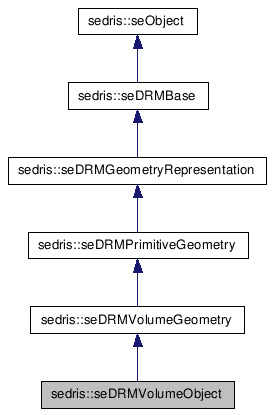 sedris::seObject
sedris::seDRMBase
sedris::seDRMGeometryRepresentation
sedris::seDRMPrimitiveGeometry
sedris::seDRMVolumeGeometry
sedris::seDRMVolumeObject